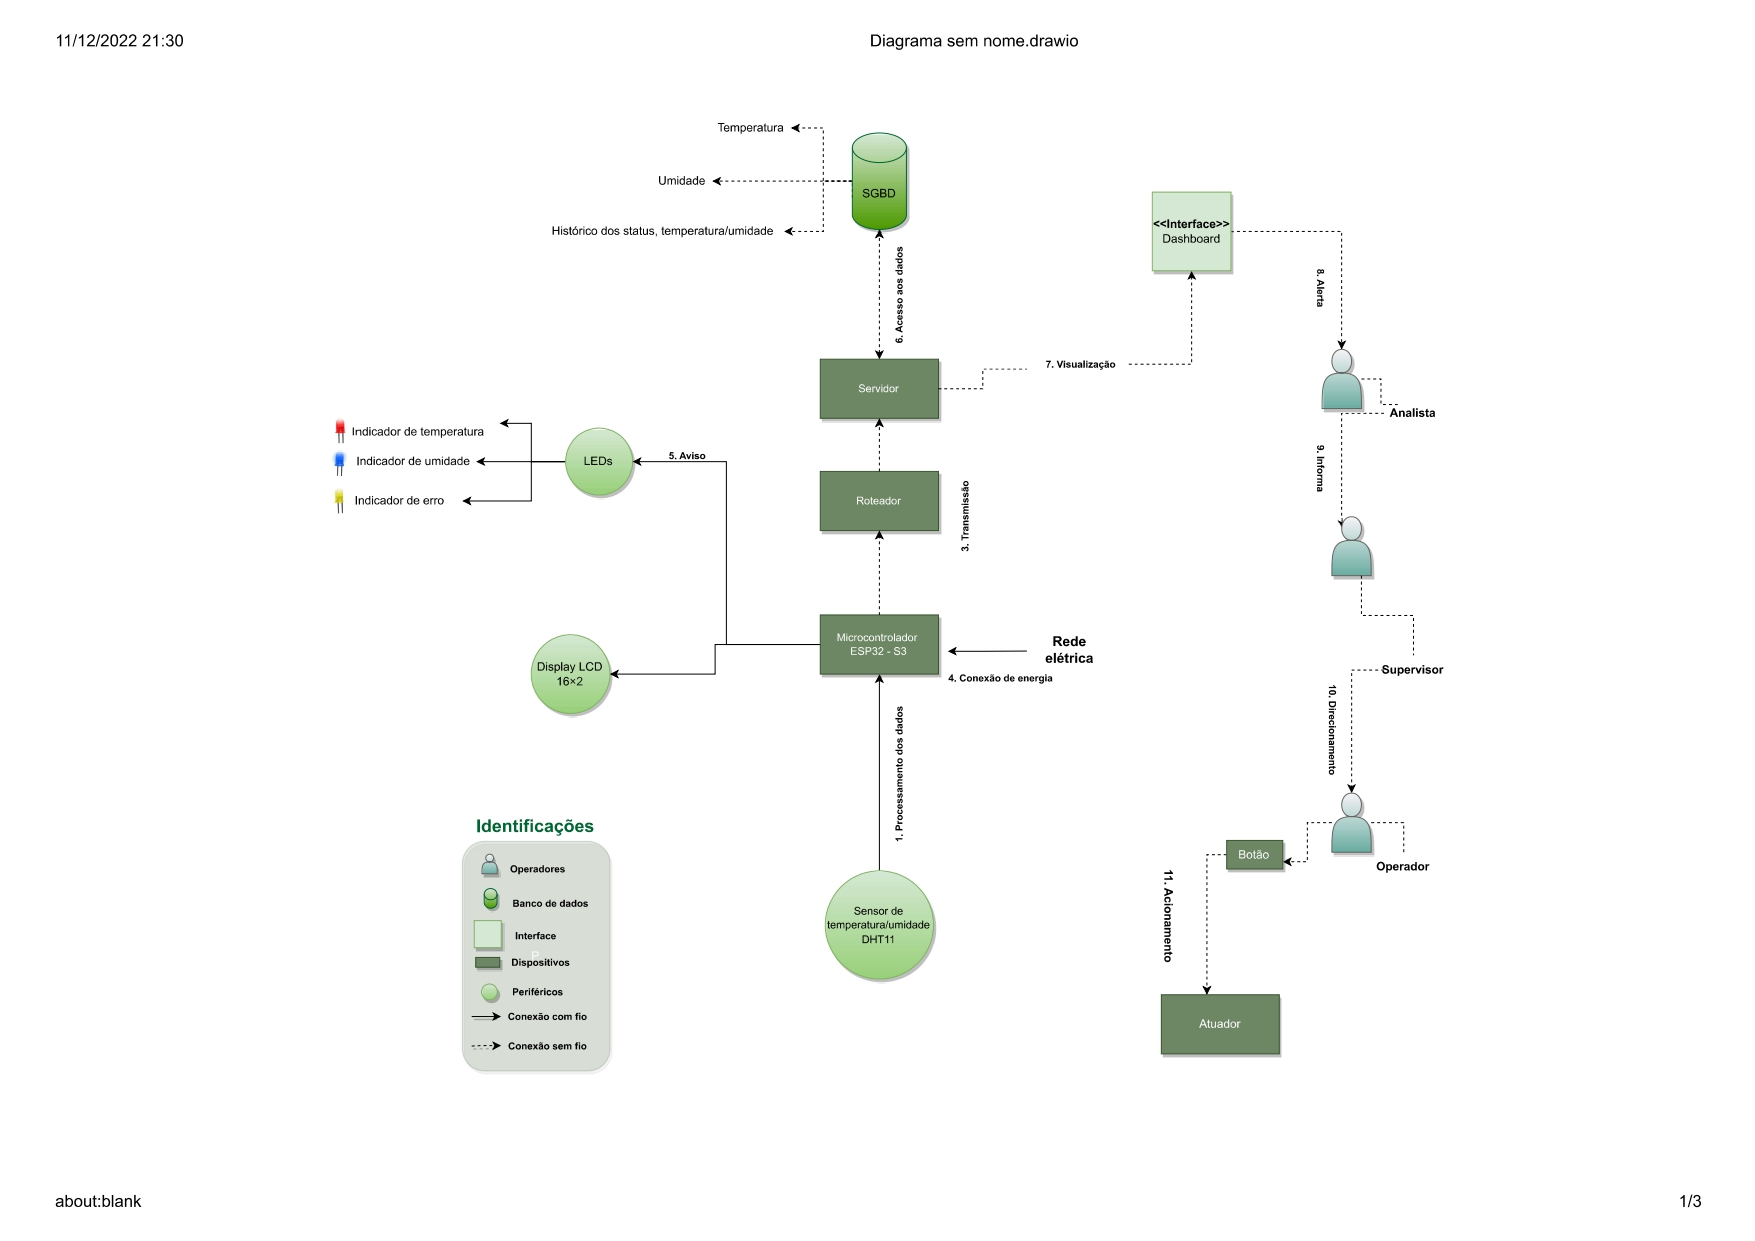 11/12/2022 21:30
Diagrama sem nome.drawio
Temperatura
Umidade
Histórico dos status, temperatura/umidade
SGBD
6. Acesso aos dados
<<Interface>>
Dashboard
8. Alerta
Servidor
7. Visualização
Analista
Indicador de temperatura
Indicador de umidade
Indicador de erro
LEDs
5. Aviso
Roteador
3. Transmissão
9. Informa
Microcontrolador
ESP32 - S3
Rede
elétrica
4. Conexão de energia
Display LCD
16×2
Supervisor
10. Direcionamento
1. Processamento dos dados
Sensor de
temperatura/umidade
DHT11
Botão
Operador
11. Acionamento
Atuador
Identificações
Operadores
Banco de dados
Interface
Dispositivos
Periféricos
Conexão com fio
Conexão sem fio
about:blank
1/3